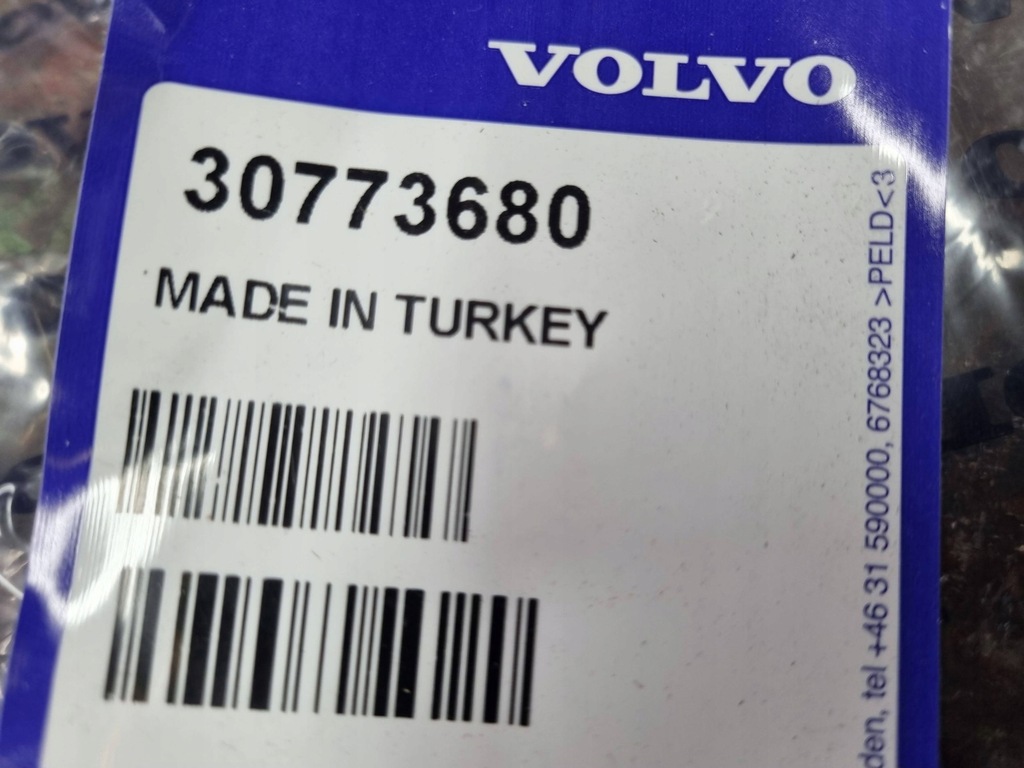 VOLVO
30773680
MADE IN TURKEY
den, tel +46 31 590000, 6768323 >PELD<3